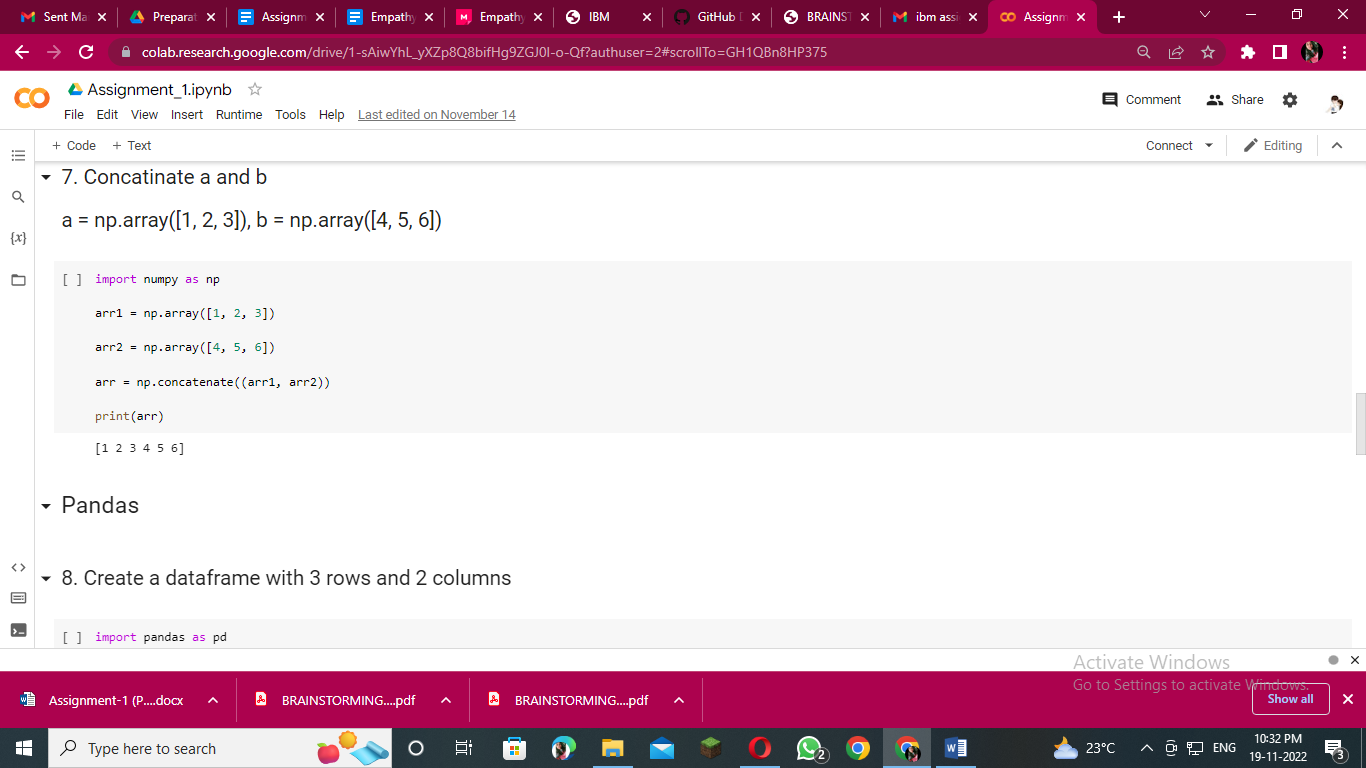 Sent Ma
Preparat
Assignm
Empathy
Empathy
IBM
GitHub
BRAINST
ibm assi
Assignm
colab.research.google.com/drive/1-sAiwYhL_yXZp8Q8bifHg9ZGJ0l-o-Qf?authuser=2#scrollTo=GH1QBn8HP375
CO
Assignment_1.ipynb
Comment
Share
File Edit View Insert Runtime Tools Help Last edited on November 14
+ Code + Text
Connect
Editing
7. Concatinate a and b
a = np.array([1, 2, 3]), b = np.array([4, 5, 6])
{x}
[ ] import numpy as np
arr1 = np.array([1, 2, 3])
arr2 = np.array([4, 5, 6])
arr = np.concatenate((arr1, arr2))
print(arr)
[1 2 3 4 5 6]
Pandas
8. Create a dataframe with 3 rows and 2 columns
[ ] import pandas as pd
Activate Windows
Go to Settings to activate Windows.
Assignment-1 (P....docx
BRAINSTORMING....pdf
BRAINSTORMING....pdf
Show all
Type here to search
2
23°C
ENG
10:32 PM
19-11-2022
3